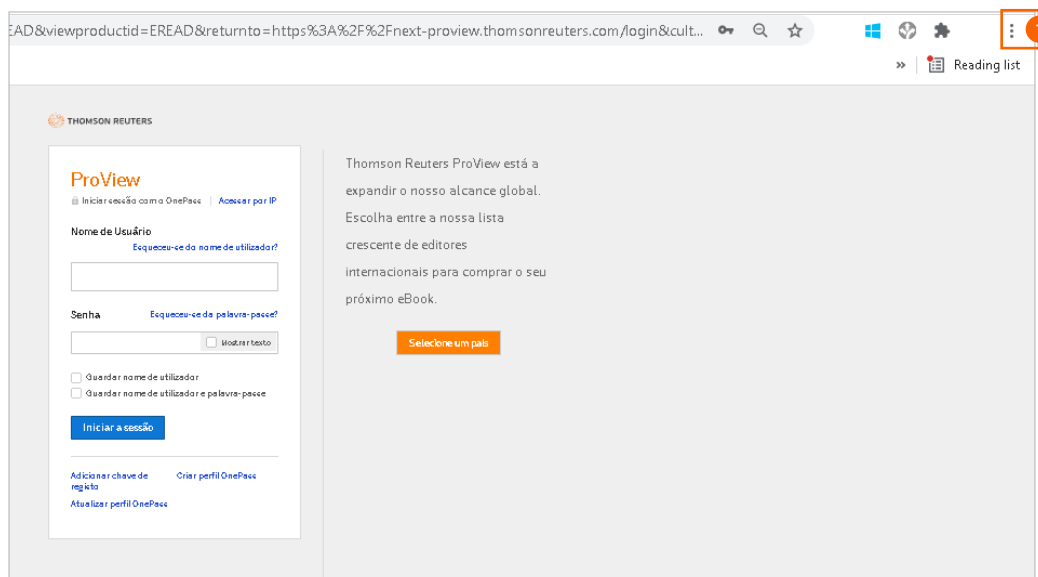 EAD&viewproductid=EREAD&returnto=https%3A%2F%2Fnext-proview.thomsonreuters.com/login&cult...
» Reading list
THOMSON REUTERS
ProView
Iniciar sessão com o OnePass | Acessar por IP
Nome de Usuário
Esqueceu-se do nome de utilizador?
Senha Esqueceu-se da palavra-passe?
Mostrar texto
Guardar nome de utilizador
Guardar nome de utilizador e palavra-passe
Iniciar a sessão
Adicionar chave de registo
Criar perfil OnePass
Atualizar perfil OnePass
Thomson Reuters ProView está a
expandir o nosso alcance global.
Escolha entre a nossa lista
crescente de editores
internacionais para comprar o seu
próximo eBook.
Selecione um país